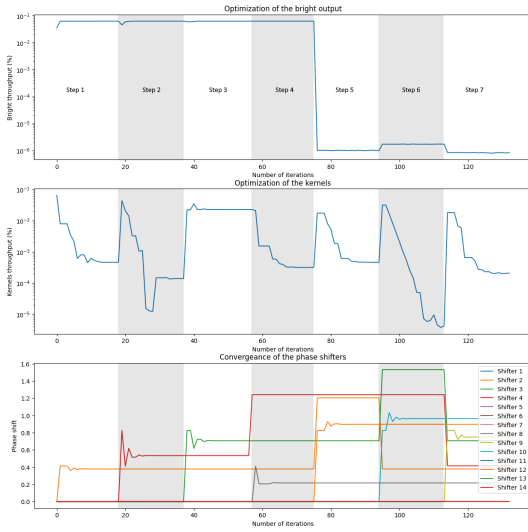 Optimization of the bright output
Bright throughput (%)
10⁻¹
10⁻²
10⁻³
10⁻⁴
10⁻⁵
10⁻⁶
Step 1
Step 2
Step 3
Step 4
Step 5
Step 6
Step 7
0
20
40
60
80
100
120
Number of iterations
Optimization of the kernels
Kernels throughput (%)
10⁻¹
10⁻²
10⁻³
10⁻⁴
10⁻⁵
0
20
40
60
80
100
120
Number of iterations
Convergeance of the phase shifters
Phase shift
1.6
1.4
1.2
1.0
0.8
0.6
0.4
0.2
0.0
Shifter 1
Shifter 2
Shifter 3
Shifter 4
Shifter 5
Shifter 6
Shifter 7
Shifter 8
Shifter 9
Shifter 10
Shifter 11
Shifter 12
Shifter 13
Shifter 14
0
20
40
60
80
100
120
Number of iterations